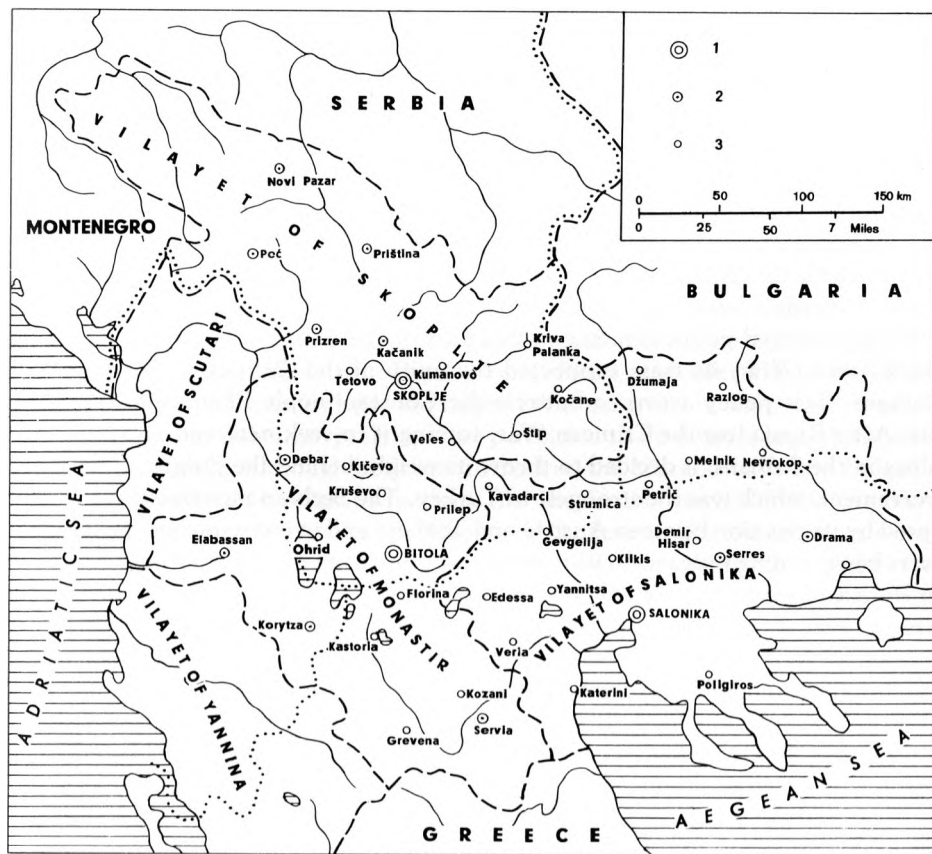 SERBIA
1
2
3
0 50 100 150 km
0 25 50 7 Miles
VILAYET OF SKOPLJE
Novi Pazar
MONTENEGRO
Peć
Priština
BULGARIA
Prizren
Kačanik
Kriva
Palanka
VILAYET OF SCUTARI
Tetovo
Kumanovo
SKOPLJE
Kočane
Džumaja
Razlog
Veles
Štip
Debar
Kičevo
Melnik
Nevrokop
Kruševo
Kavadarci
Petrič
Prilep
Strumica
Elabassan
Ohrid
BITOLA
Gevgelija
Demir
Hisar
Kilkis
Serres
Drama
VILAYET OF MONASTIR
VILAYET OF SALONIKA
Florina
Edessa
Yannitsa
SALONIKA
Korytza
Kastoria
Veria
VILAYET OF YANNINA
Kozani
Katerini
Poligiros
Servia
Grevena
ADRIATIC SEA
AEGEAN SEA
GREECE